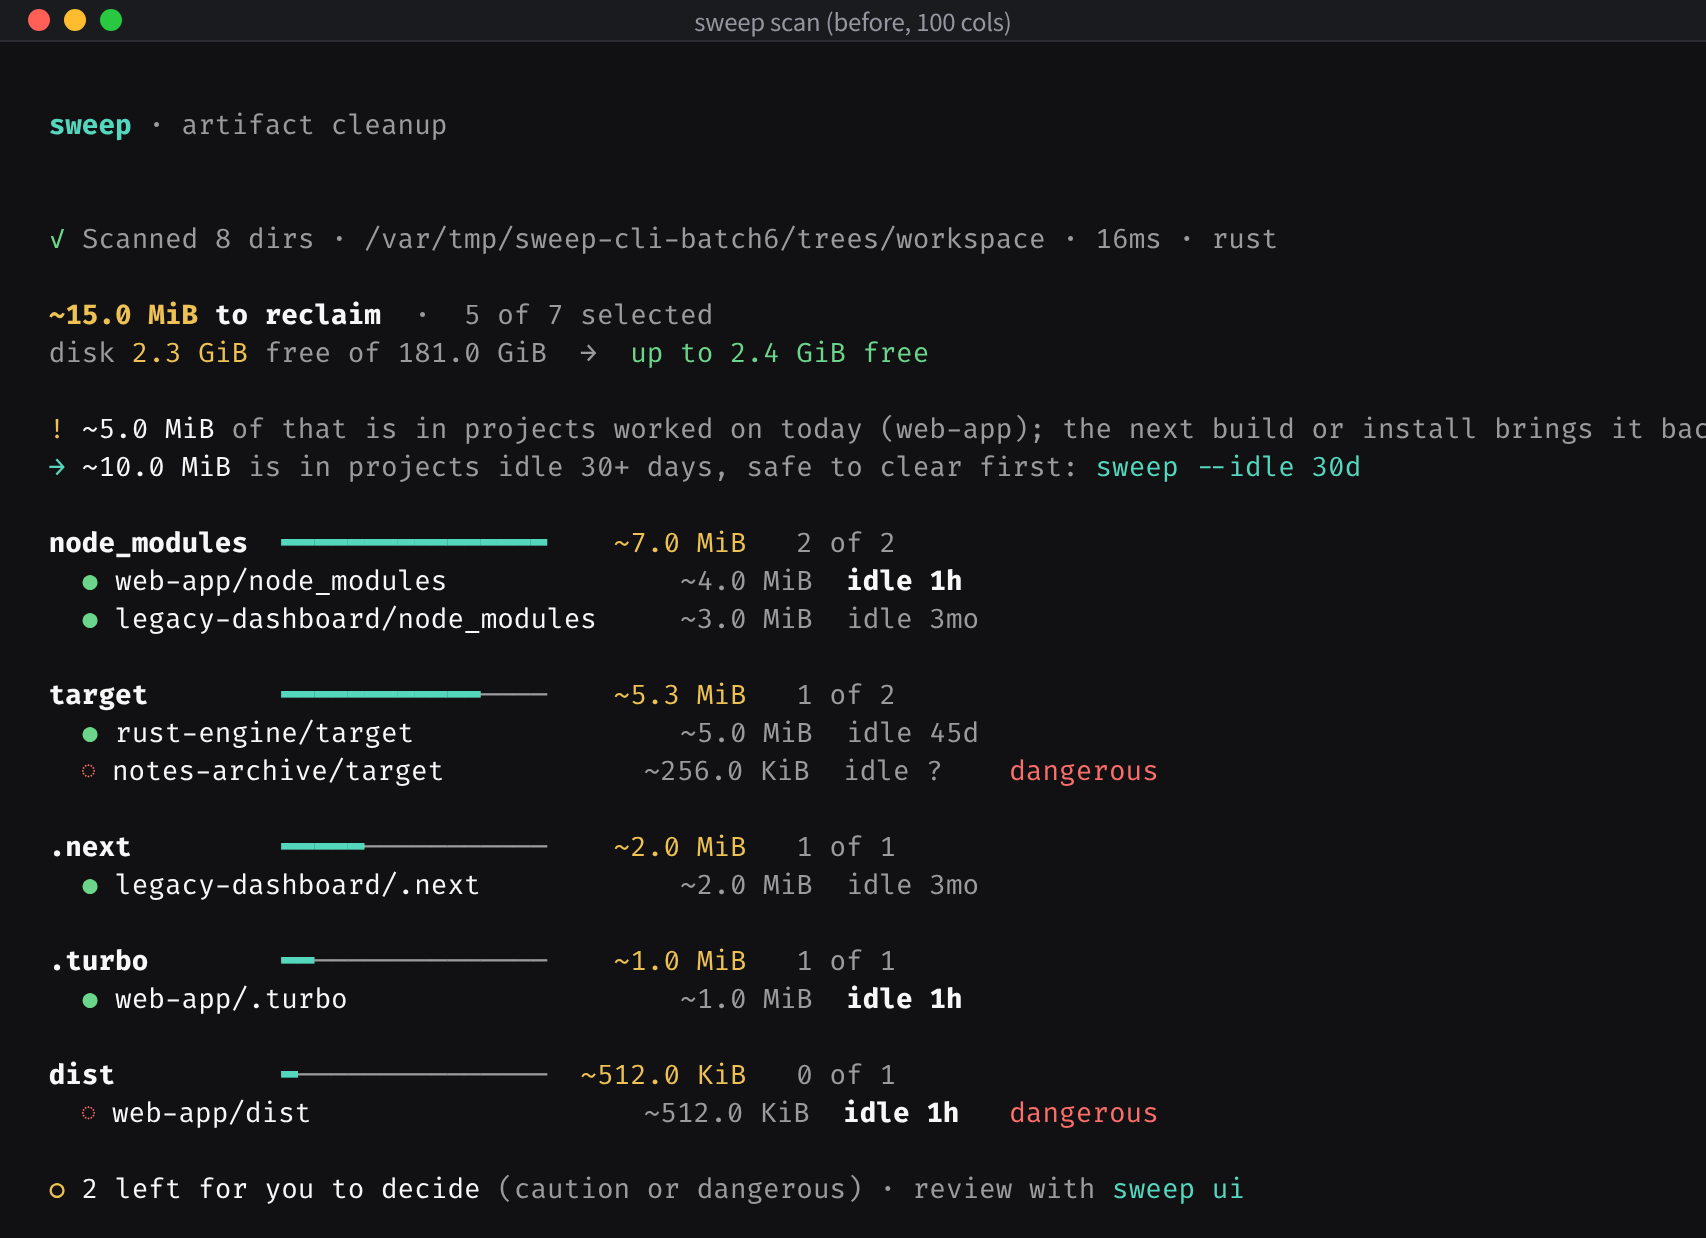 sweep scan (before, 100 cols)
sweep · artifact cleanup
√ Scanned 8 dirs · /var/tmp/sweep-cli-batch6/trees/workspace · 16ms · rust
~15.0 MiB to reclaim · 5 of 7 selected
disk 2.3 GiB free of 181.0 GiB → up to 2.4 GiB free
! ~5.0 MiB of that is in projects worked on today (web-app); the next build or install brings it bac
→ ~10.0 MiB is in projects idle 30+ days, safe to clear first: sweep --idle 30d
node_modules ~7.0 MiB 2 of 2
● web-app/node_modules ~4.0 MiB idle 1h
● legacy-dashboard/node_modules ~3.0 MiB idle 3mo
target ~5.3 MiB 1 of 2
● rust-engine/target ~5.0 MiB idle 45d
◌ notes-archive/target ~256.0 KiB idle ? dangerous
.next ~2.0 MiB 1 of 1
● legacy-dashboard/.next ~2.0 MiB idle 3mo
.turbo ~1.0 MiB 1 of 1
● web-app/.turbo ~1.0 MiB idle 1h
dist ~512.0 KiB 0 of 1
◌ web-app/dist ~512.0 KiB idle 1h dangerous
○ 2 left for you to decide (caution or dangerous) · review with sweep ui